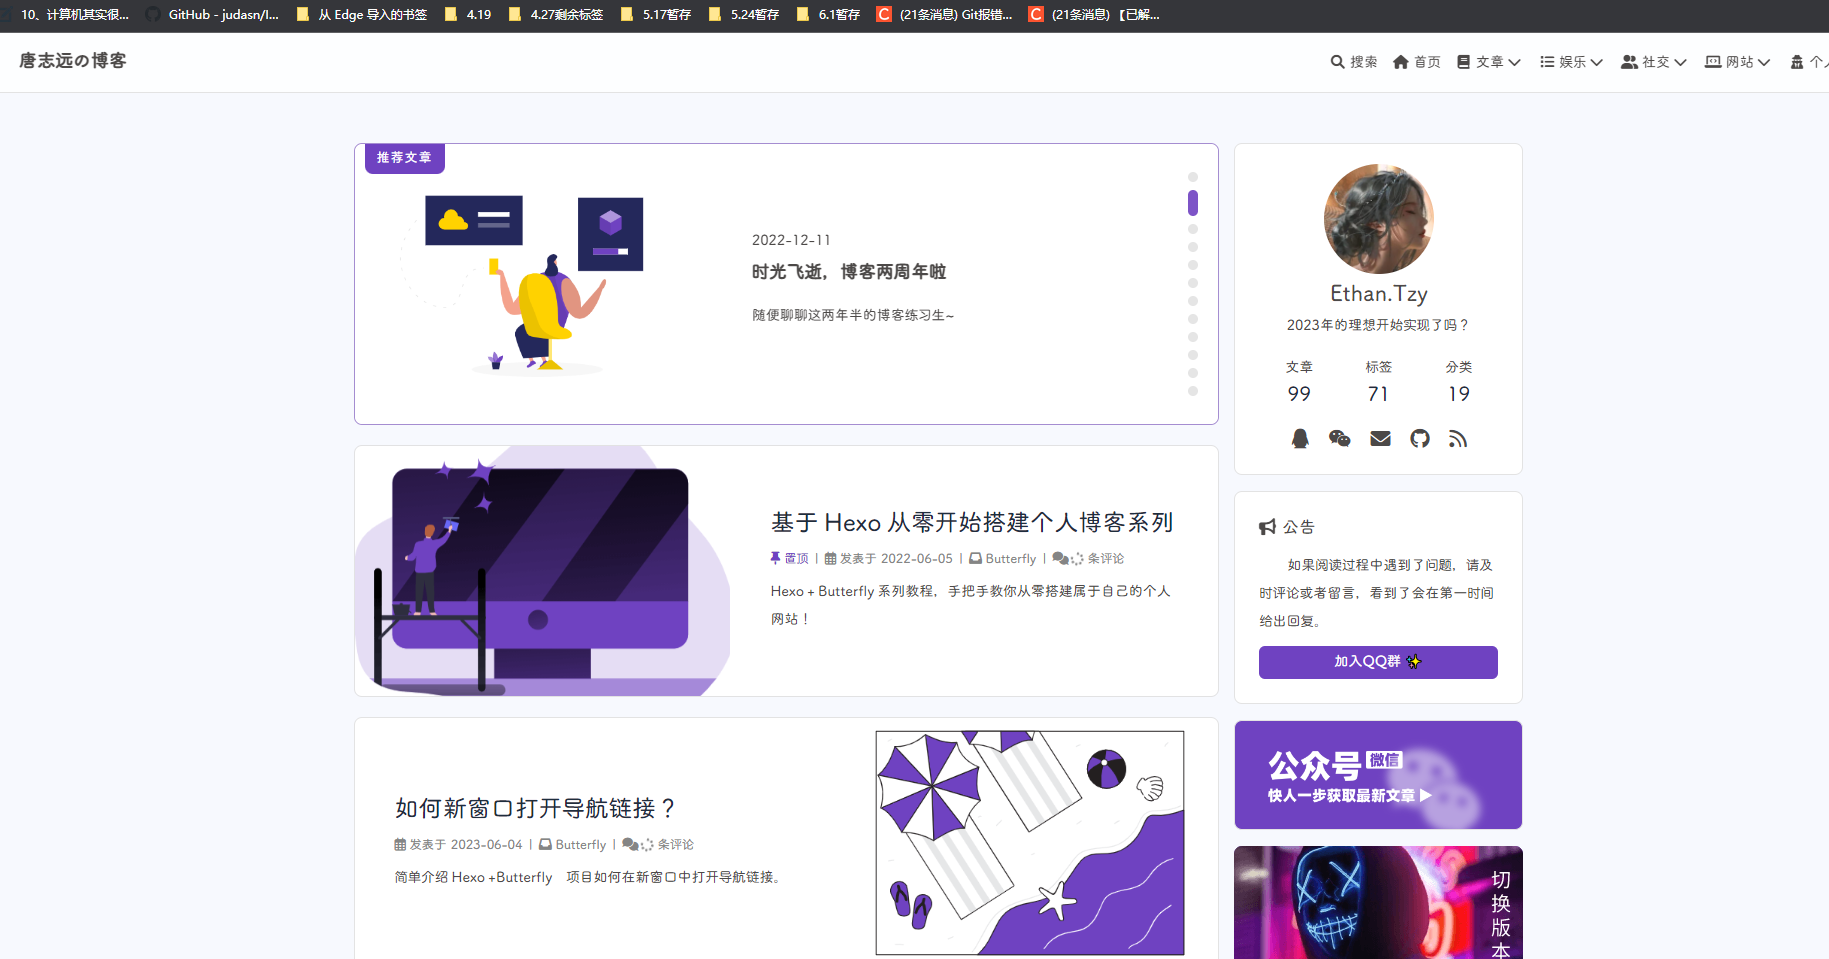 10、计算机其实很...
GitHub - judasn/I...
从 Edge 导入的书签
4.19
4.27剩余标签
5.17暂存
5.24暂存
6.1暂存
(21条消息) Git报错...
(21条消息) 【已解...
唐志远の博客
搜索 首页 文章 娱乐 社交 网站
推荐文章
2022-12-11
时光飞逝，博客两周年啦
随便聊聊这两年半的博客练习生~
基于 Hexo 从零开始搭建个人博客系列
置顶 | 发表于 2022-06-05 | Butterfly | 条评论
Hexo + Butterfly 系列教程，手把手教你从零搭建属于自己的个人
网站！
如何新窗口打开导航链接？
发表于 2023-06-04 | Butterfly | 条评论
简单介绍 Hexo +Butterfly 项目如何在新窗口中打开导航链接。
Ethan.Tzy
2023年的理想开始实现了吗？
文章 标签 分类
99 71 19
公告
如果阅读过程中遇到了问题，请及
时评论或者留言，看到了会在第一时间
给出回复。
加入QQ群 ✨
公众号 微信
快人一步获取最新文章 ▶
切换版本